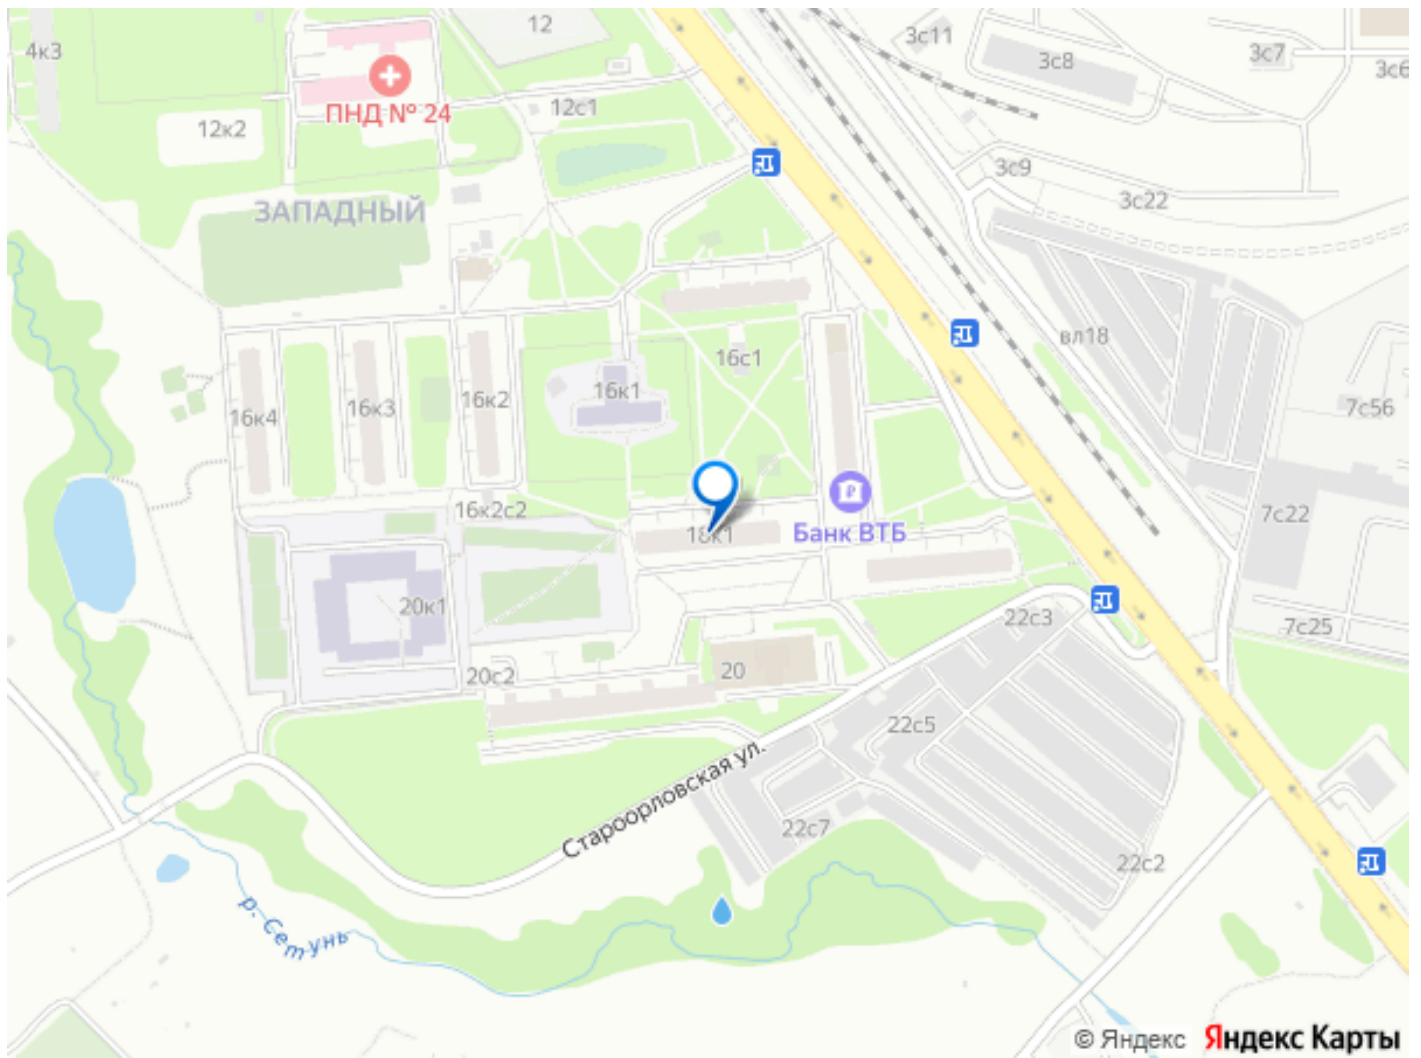 12
4к3
3с11
3с8
3с7
3с6
ПНД № 24
12с1
12к2
3с9
3с22
ЗАПАДНЫЙ
вл18
16с1
16к1
16к2
16к3
16к4
7с56
16к2с2
7с22
18к1
Банк ВТБ
20к1
22с3
7с25
20с2
20
22с5
Староорловская ул.
22с7
22с2
р. Сетунь
© Яндекс Яндекс Карты